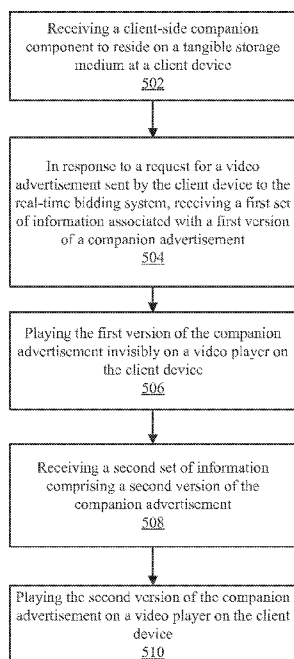 Receiving a client-side companion
component to reside on a tangible storage
medium at a client device
502
In response to a request for a video
advertisement sent by the client device to the
real-time bidding system, receiving a first set
of information associated with a first version
of a companion advertisement
504
Playing the first version of the companion
advertisement invisibly on a video player on
the client device
506
Receiving a second set of information
comprising a second version of the
companion advertisement
508
Playing the second version of the companion
advertisement on a video player on the client
device
510